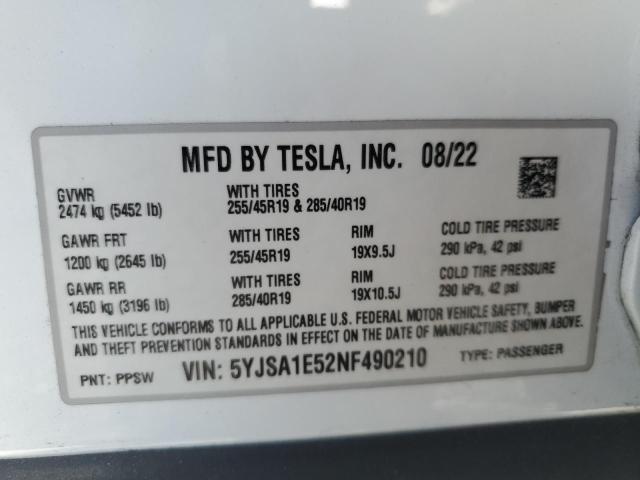 MFD BY TESLA, INC. 08/22
GVWR
2474 kg (5452 lb)
WITH TIRES
255/45R19 & 285/40R19
GAWR FRT
1200 kg (2645 lb)
WITH TIRES
255/45R19
RIM
19X9.5J
COLD TIRE PRESSURE
290 kPa, 42 psi
GAWR RR
1450 kg (3196 lb)
WITH TIRES
285/40R19
RIM
19X10.5J
COLD TIRE PRESSURE
290 kPa, 42 psi
THIS VEHICLE CONFORMS TO ALL APPLICABLE U.S. FEDERAL MOTOR VEHICLE SAFETY, BUMPER
AND THEFT PREVENTION STANDARDS IN EFFECT ON THE DATE OF MANUFACTURE SHOWN ABOVE.
PNT: PPSW VIN: 5YJSA1E52NF490210 TYPE: PASSENGER